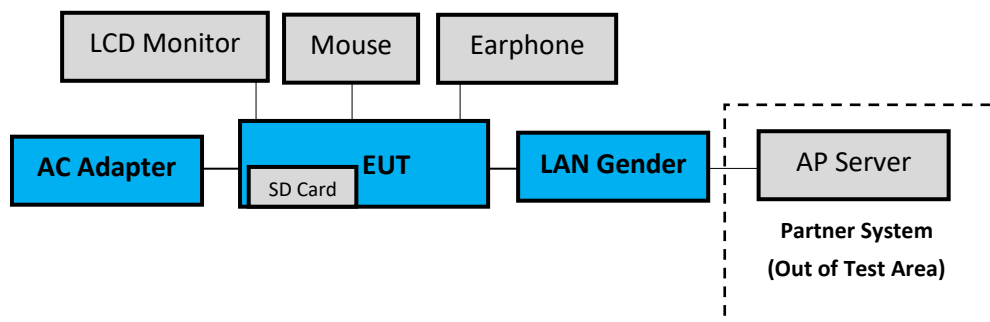 LCD Monitor
Mouse
Earphone
AC Adapter
EUT
SD Card
LAN Gender
AP Server
Partner System
(Out of Test Area)